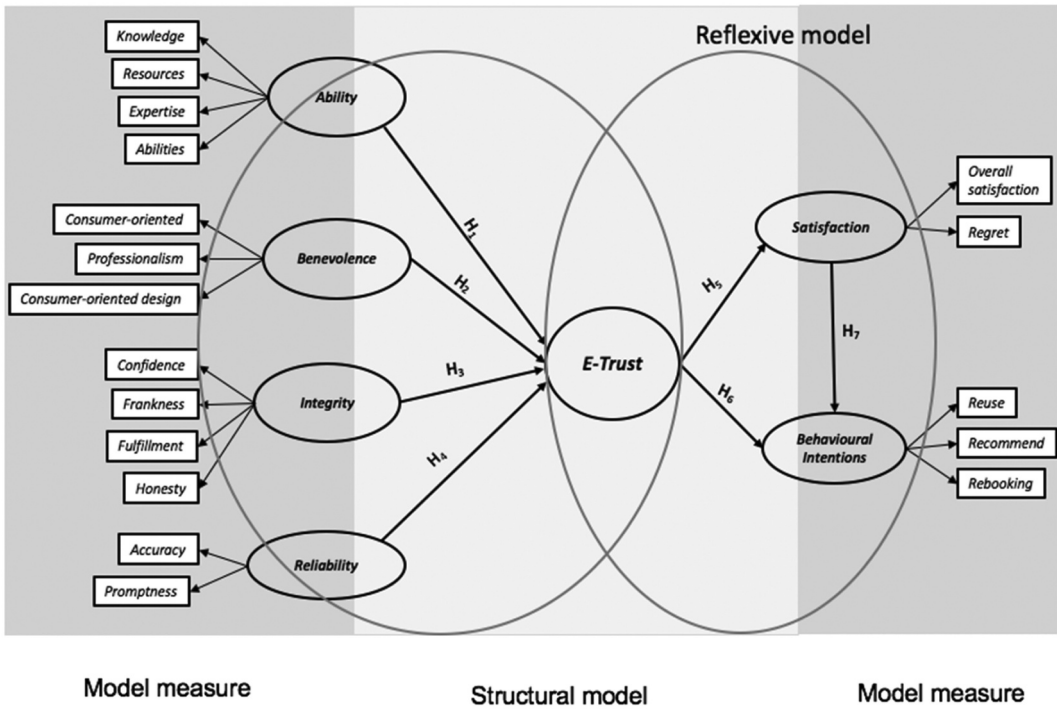 Reflexive model
Knowledge
Resources
Expertise
Abilities
Ability
Consumer-oriented
Professionalism
Consumer-oriented design
Benevolence
Confidence
Frankness
Fulfillment
Honesty
Integrity
Accuracy
Promptness
Reliability
H1
H2
H3
H4
E-Trust
H5
H6
Satisfaction
H7
Behavioural
Intentions
Overall
satisfaction
Regret
Reuse
Recommend
Rebooking
Model measure
Structural model
Model measure